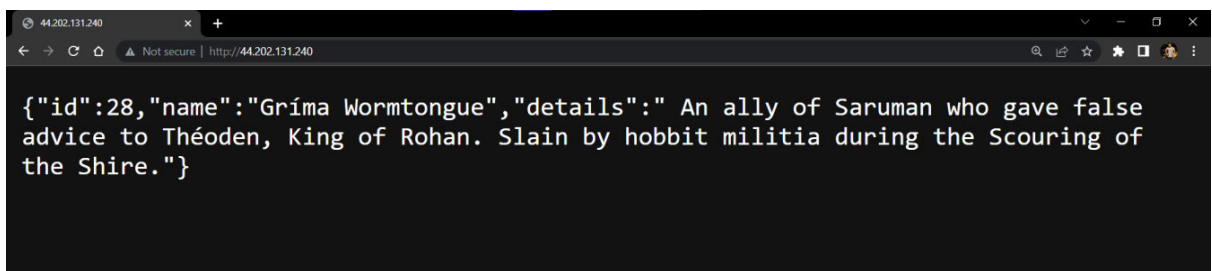 44.202.131.240
Not secure | http://44.202.131.240
{"id":28,"name":"Gríma Wormtongue","details":" An ally of Saruman who gave false
advice to Théoden, King of Rohan. Slain by hobbit militia during the Scouring of
the Shire."}